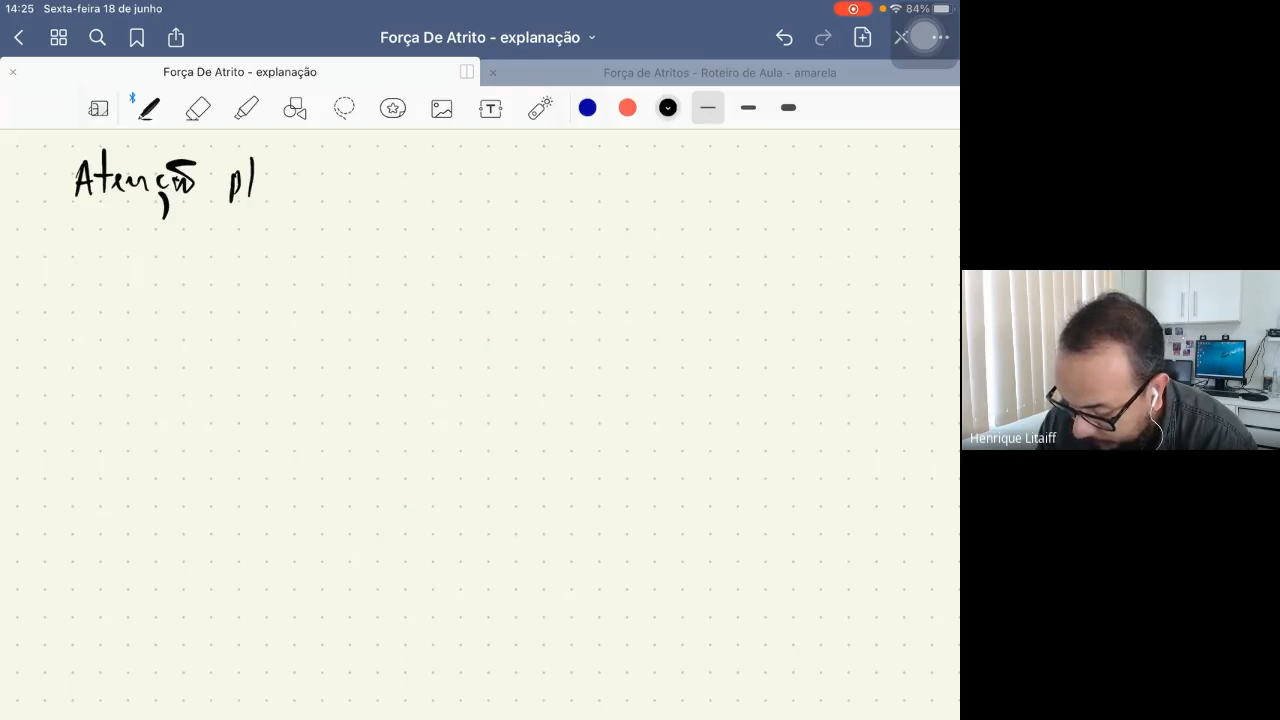 14:25 Sexta-feira 18 de junho 84%
Força De Atrito - explanação
Força De Atrito - explanação Força de Atritos - Roteiro de Aula - amarela
Atenção p/
Henrique Litaiff